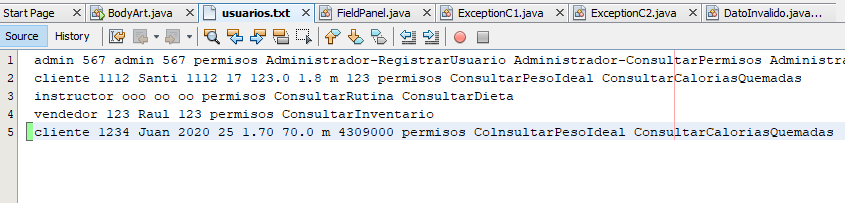 Start Page BodyArt.java usuarios.txt FieldPanel.java ExceptionC1.java ExceptionC2.java DatoInvalido.java...
Source History
1 admin 567 admin 567 permisos Administrador-RegistrarUsuario Administrador-ConsultarPermisos Administra
2 cliente 1112 Santi 1112 17 123.0 1.8 m 123 permisos ConsultarPesoIdeal ConsultarCaloriasQuemadas
3 instructor ooo oo oo permisos ConsultarRutina ConsultarDieta
4 vendedor 123 Raul 123 permisos ConsultarInventario
5 cliente 1234 Juan 2020 25 1.70 70.0 m 4309000 permisos ColnsultarPesoIdeal ConsultarCaloriasQuemadas